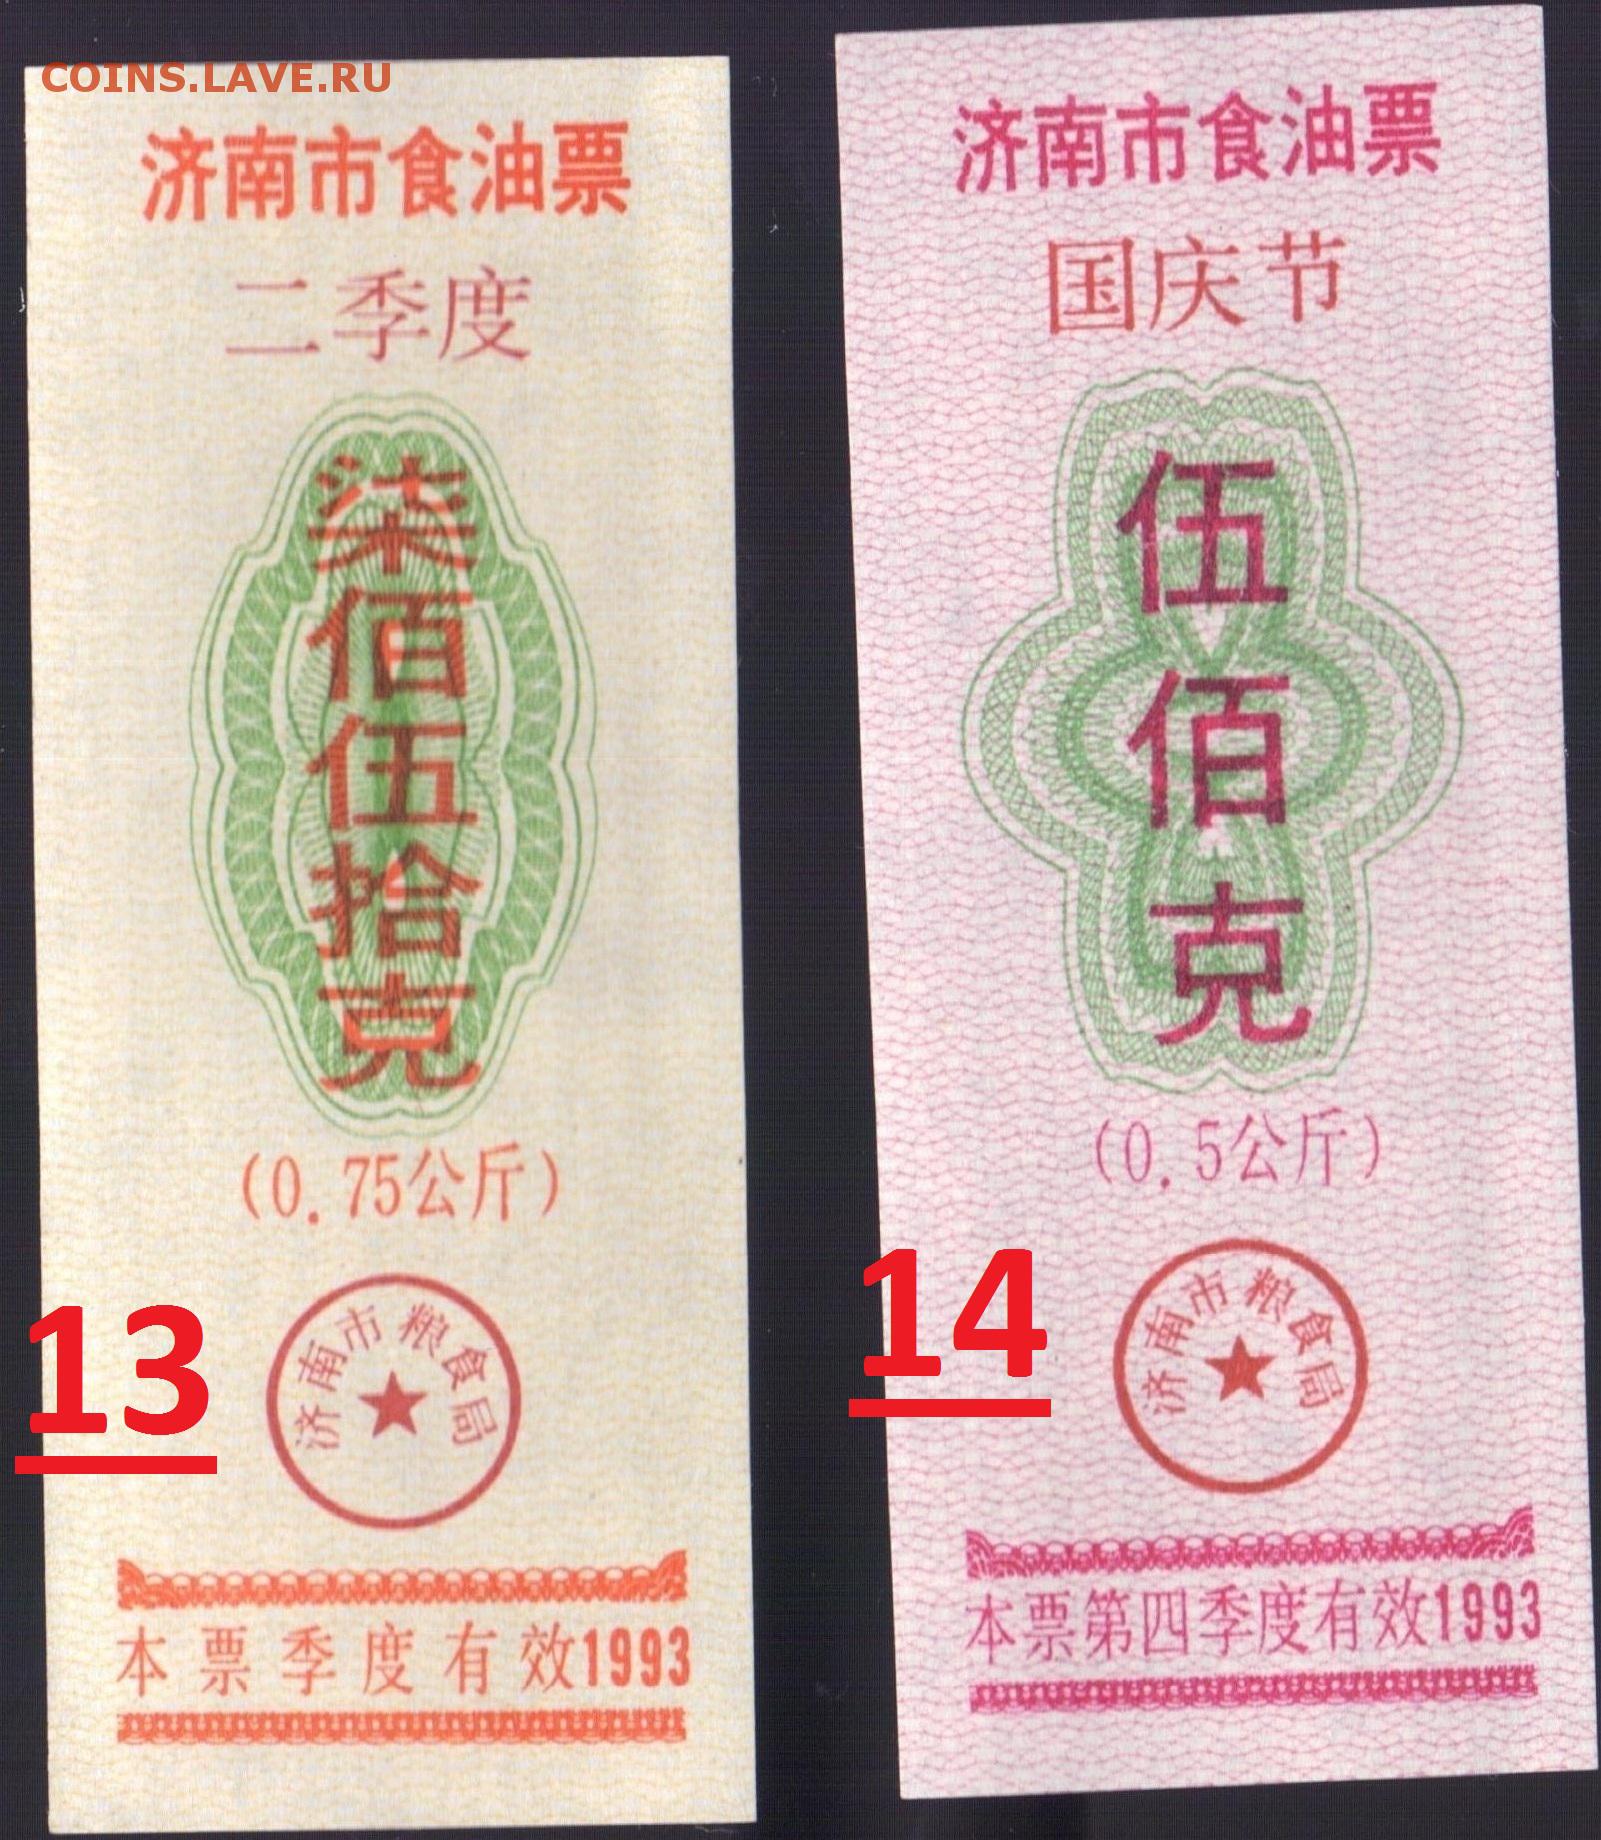 COINS.LAVE.RU
济南市食油票
二季度
柒佰伍拾克
(0.75公斤)
13
济南市粮食局
本票季度有效1993
济南市食油票
国庆节
伍佰克
(0.5公斤)
14
济南市粮食局
本票第四季度有效1993